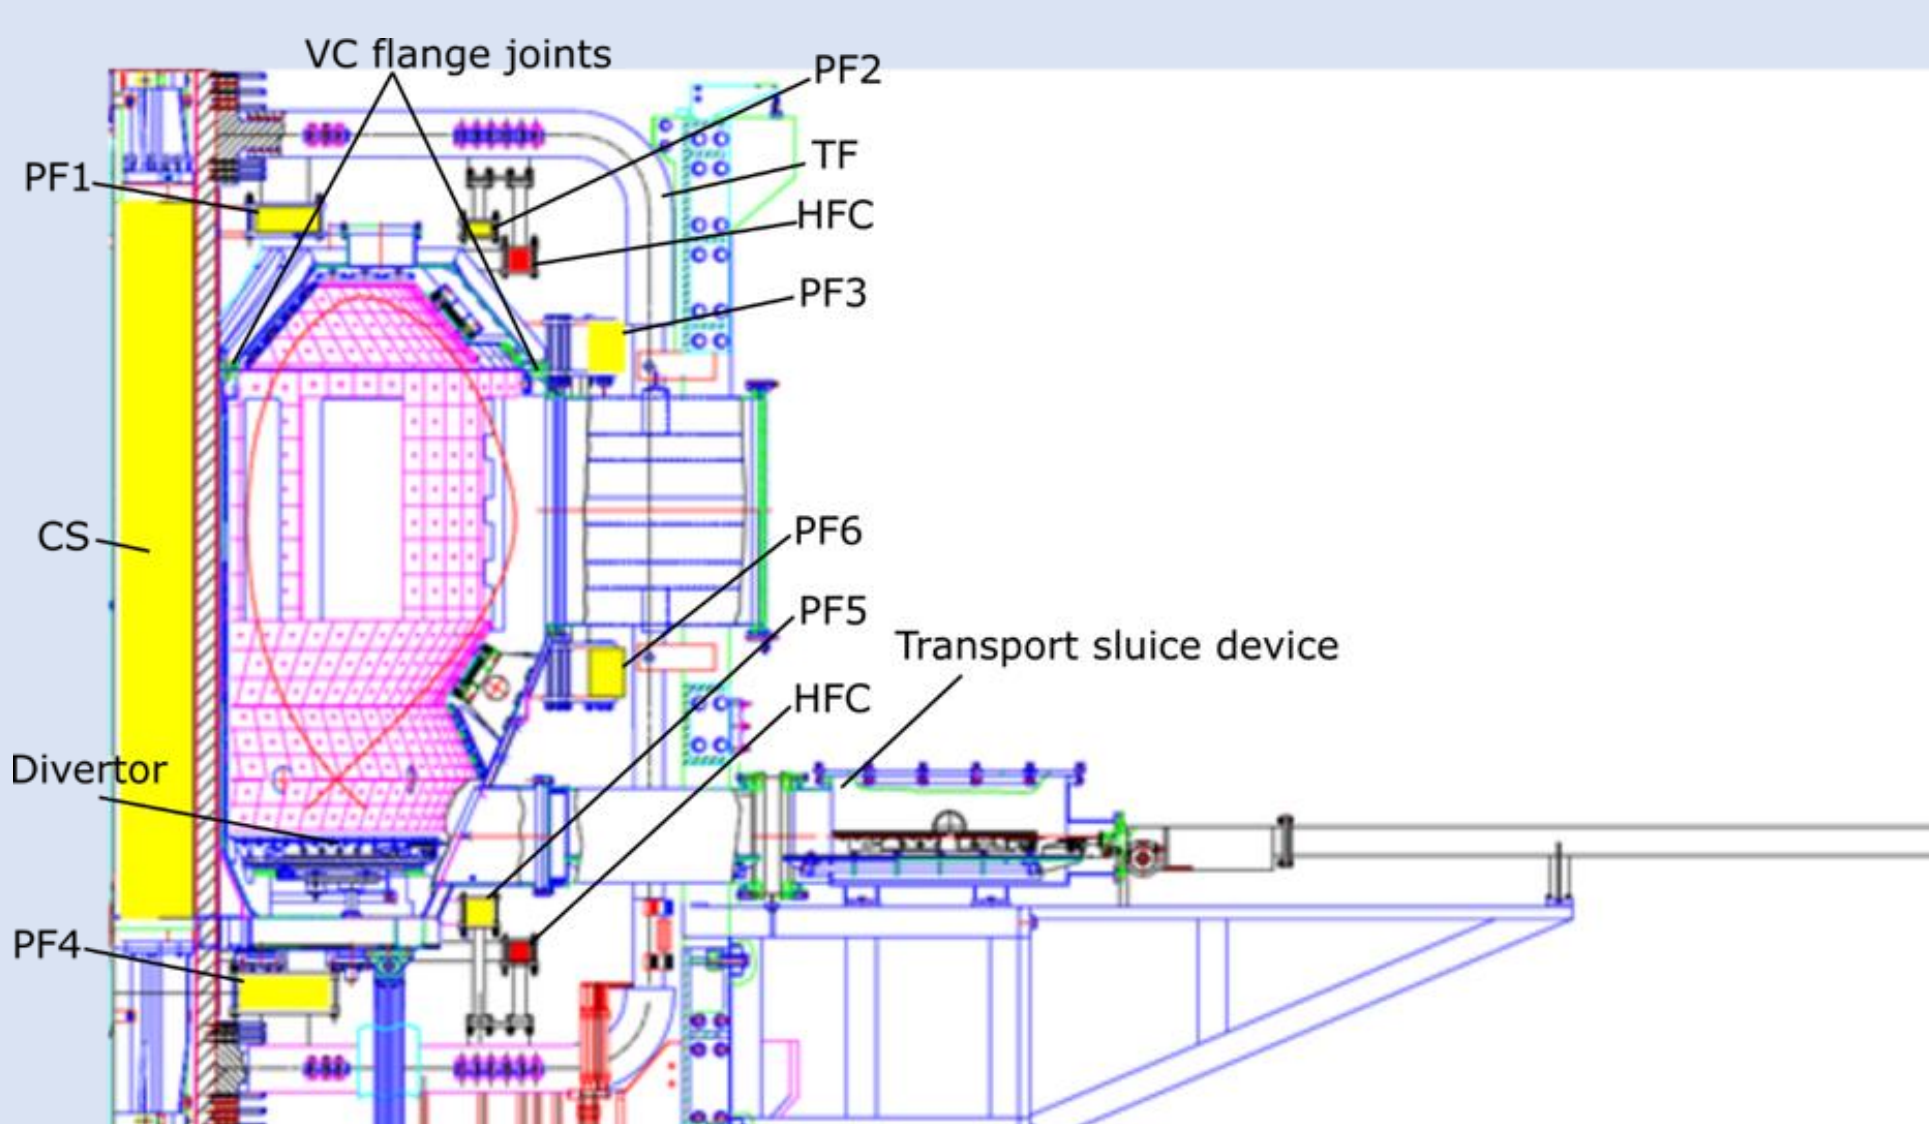 VC flange joints
PF2
TF
PF1
HFC
PF3
CS
PF6
PF5
Transport sluice device
HFC
Divertor
PF4